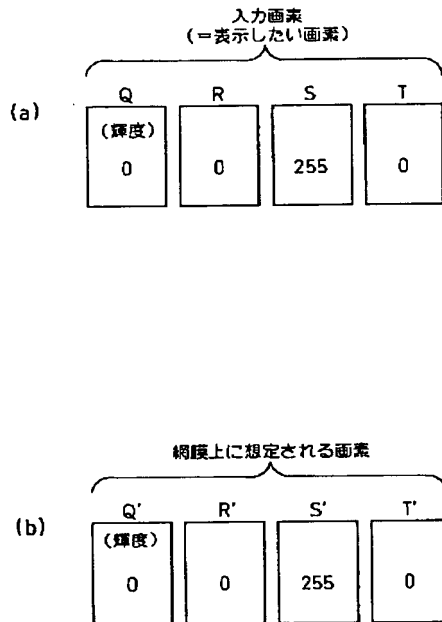 入力画素
(=表示したい画素)
(a)
Q R S T
(輝度)
0 0 255 0
網膜上に想定される画素
(b)
Q' R' S' T'
(輝度)
0 0 255 0